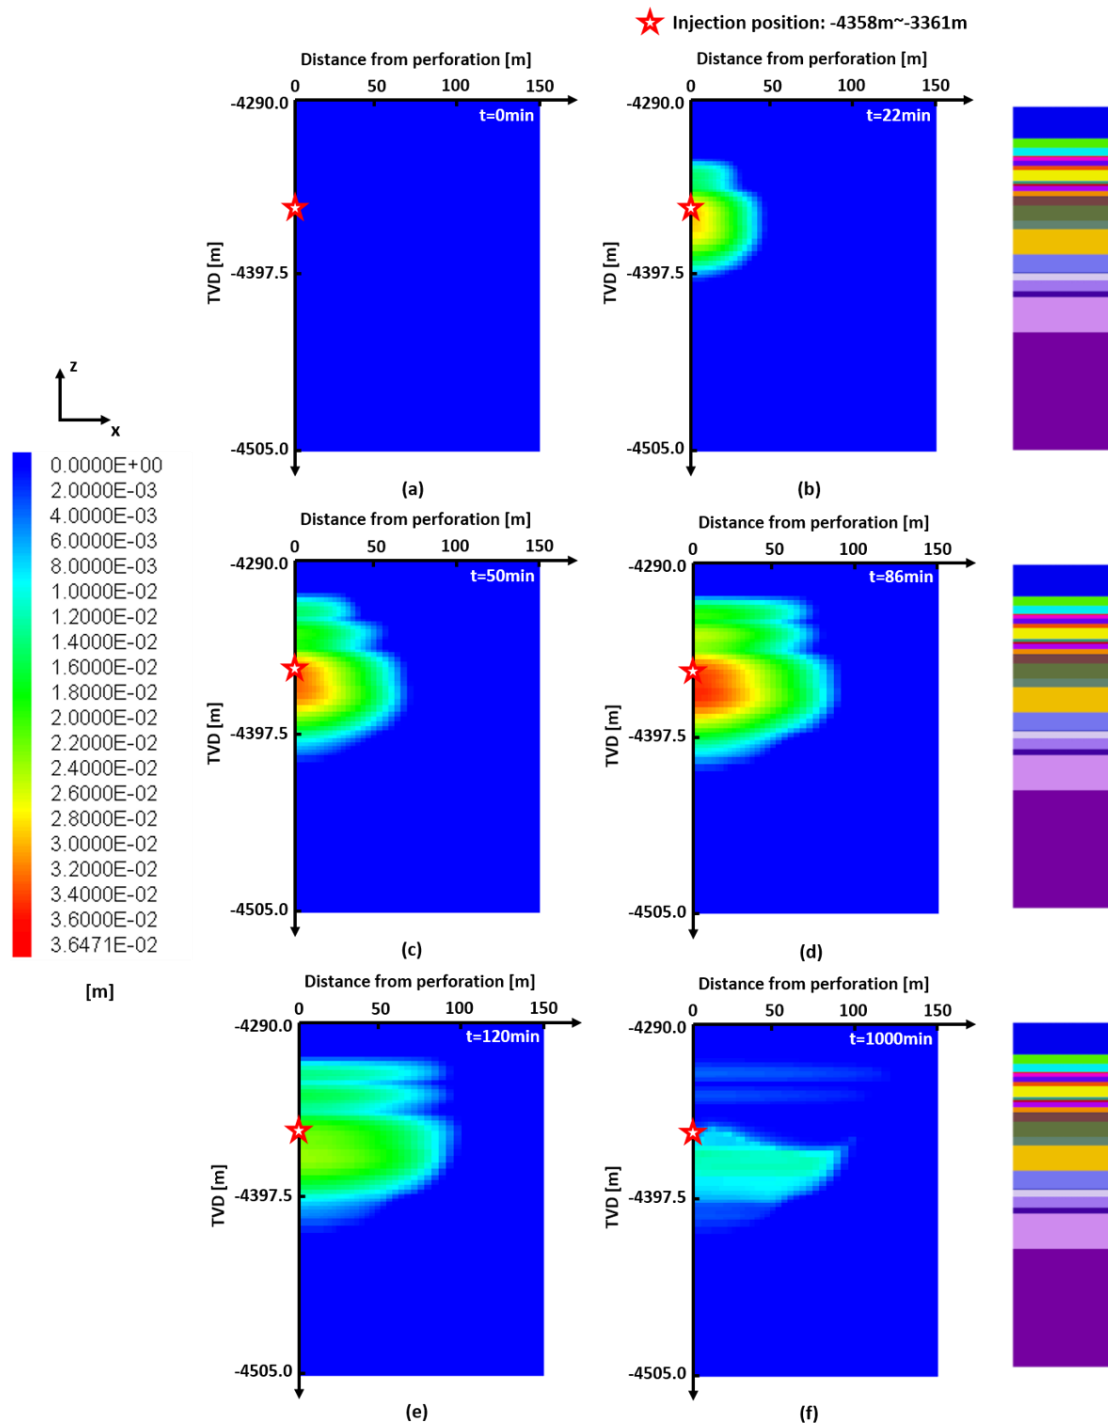 Injection position: -4358m~-3361m
Distance from perforation [m]
0 50 100 150
-4290.0
t=0min
TVD [m]
-4397.5
-4505.0
(a)
Distance from perforation [m]
0 50 100 150
-4290.0
t=22min
TVD [m]
-4397.5
-4505.0
(b)
z
x
0.0000E+00
2.0000E-03
4.0000E-03
6.0000E-03
8.0000E-03
1.0000E-02
1.2000E-02
1.4000E-02
1.6000E-02
1.8000E-02
2.0000E-02
2.2000E-02
2.4000E-02
2.6000E-02
2.8000E-02
3.0000E-02
3.2000E-02
3.4000E-02
3.6000E-02
3.6471E-02
[m]
Distance from perforation [m]
0 50 100 150
-4290.0
t=50min
TVD [m]
-4397.5
-4505.0
(c)
Distance from perforation [m]
0 50 100 150
-4290.0
t=86min
TVD [m]
-4397.5
-4505.0
(d)
Distance from perforation [m]
0 50 100 150
-4290.0
t=120min
TVD [m]
-4397.5
-4505.0
(e)
Distance from perforation [m]
0 50 100 150
-4290.0
t=1000min
TVD [m]
-4397.5
-4505.0
(f)